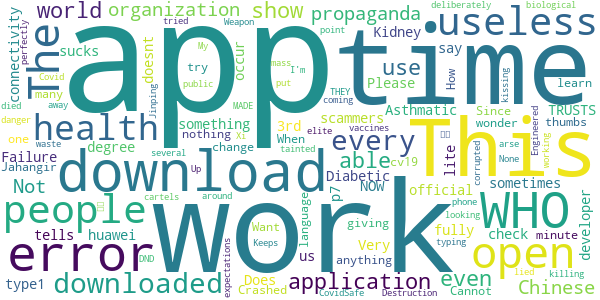 world organization show propaganda deliberately biological
connectivity sucks The app time useless
tried Weapon Kidney
Covid My point mass I'm put
perfectly
occur try public MADE THEY coming
use say How kissing learn
many doesnt something
died away health nothing change
danger one Failure degree
3rd When Xi Jinping elite vaccines tainted
scammers Please Asthmatic Since wonder TRUSTS thumbs
arse None Engineered working
waste several Up cartels around
download every able lite cv19 corrupted
Jahangir Not Diabetic NOW official sometimes
people work This WHO
tells huawei language p7 giving fully check minute developer
error Want Very us anything phone looking typing open
type1 downloaded Does Crashed Keeps DND
expectations application CovidSafe Destruction
even Cannot lied killing Chinese